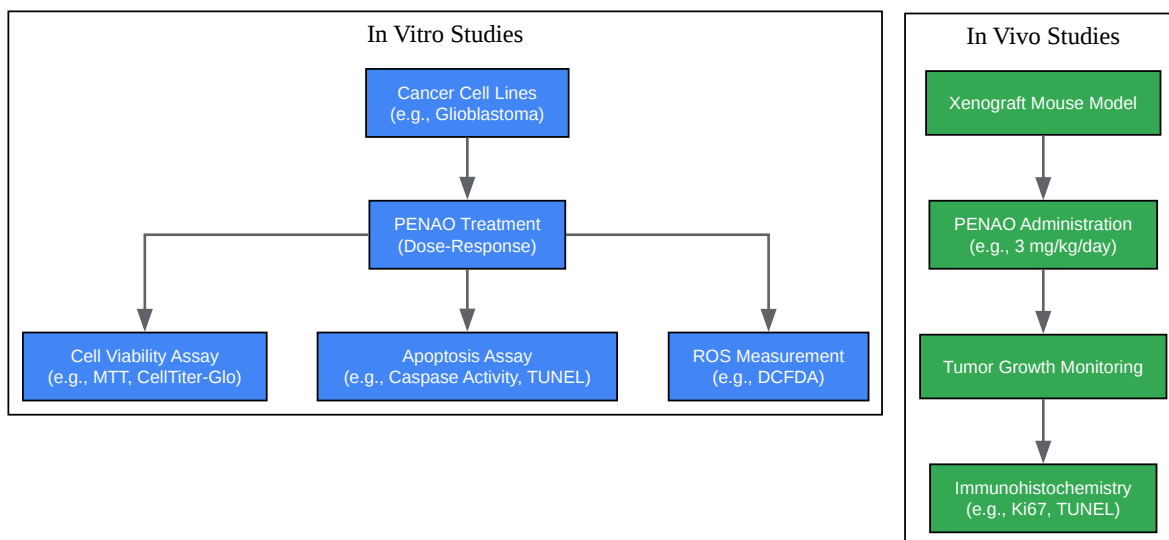 In Vitro Studies
Cancer Cell Lines
(e.g., Glioblastoma)
PENAO Treatment
(Dose-Response)
Cell Viability Assay
(e.g., MTT, CellTiter-Glo)
Apoptosis Assay
(e.g., Caspase Activity, TUNEL)
ROS Measurement
(e.g., DCFDA)
In Vivo Studies
Xenograft Mouse Model
PENAO Administration
(e.g., 3 mg/kg/day)
Tumor Growth Monitoring
Immunohistochemistry
(e.g., Ki67, TUNEL)